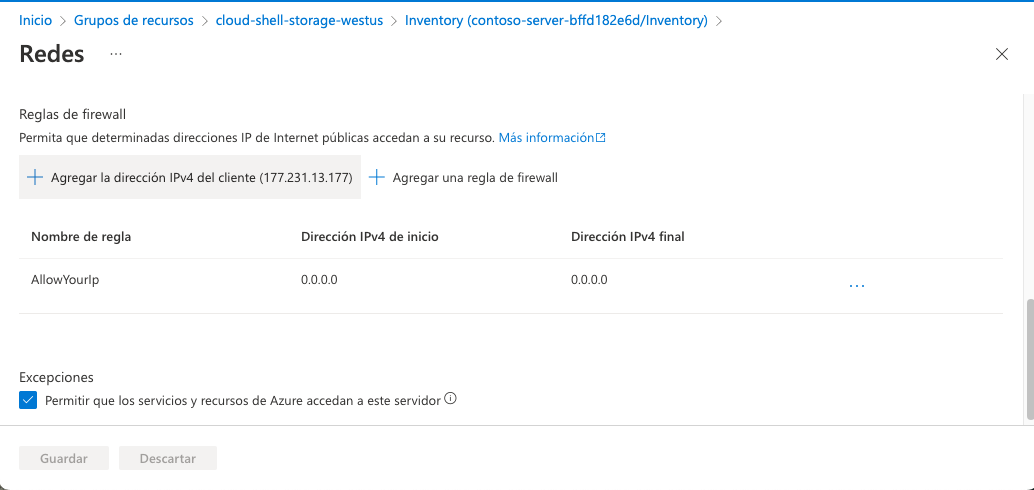 Inicio > Grupos de recursos > cloud-shell-storage-westus > Inventory (contoso-server-bffd182e6d/Inventory) >
Redes ...
Reglas de firewall
Permita que determinadas direcciones IP de Internet públicas accedan a su recurso. Más información
Agregar la dirección IPv4 del cliente (177.231.13.177) Agregar una regla de firewall
Nombre de regla Dirección IPv4 de inicio Dirección IPv4 final
AllowYourIp 0.0.0.0 0.0.0.0 ...
Excepciones
Permitir que los servicios y recursos de Azure accedan a este servidor
Guardar Descartar